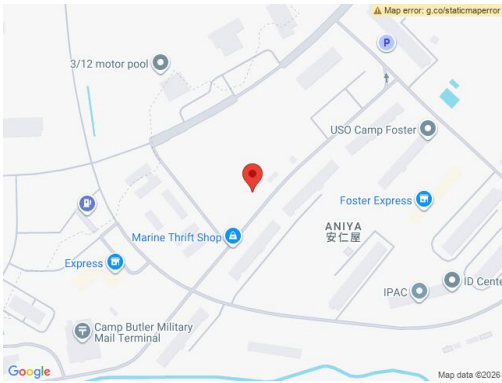 Map error: g.co/staticmaperror
3/12 motor pool
P
USO Camp Foster
Foster Express
ANIYA
安仁屋
Marine Thrift Shop
Express
IPAC
ID Cente
Camp Butler Military
Mail Terminal
Google
Map data ©2026